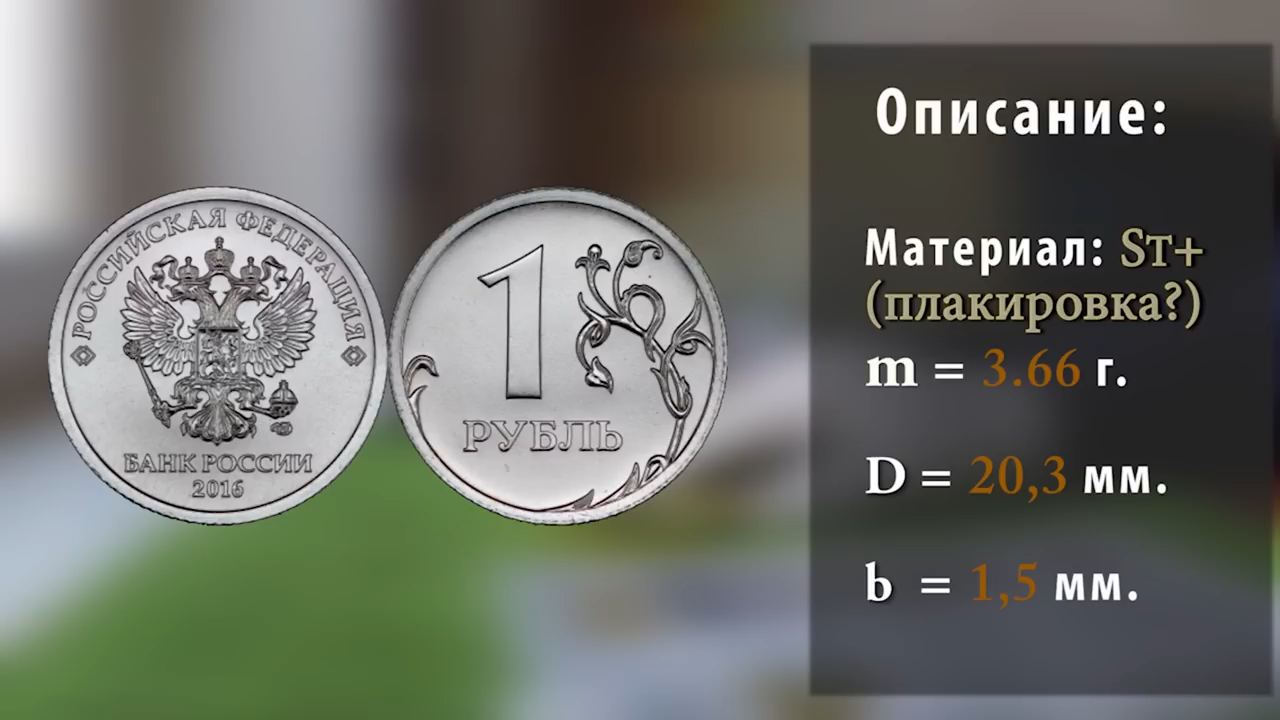 РОССИЙСКАЯ ФЕДЕРАЦИЯ
БАНК РОССИИ
2016
1
РУБЛЬ
Описание:
Материал: St+
(плакировка?)
m = 3.66 г.
D = 20,3 мм.
b = 1,5 мм.